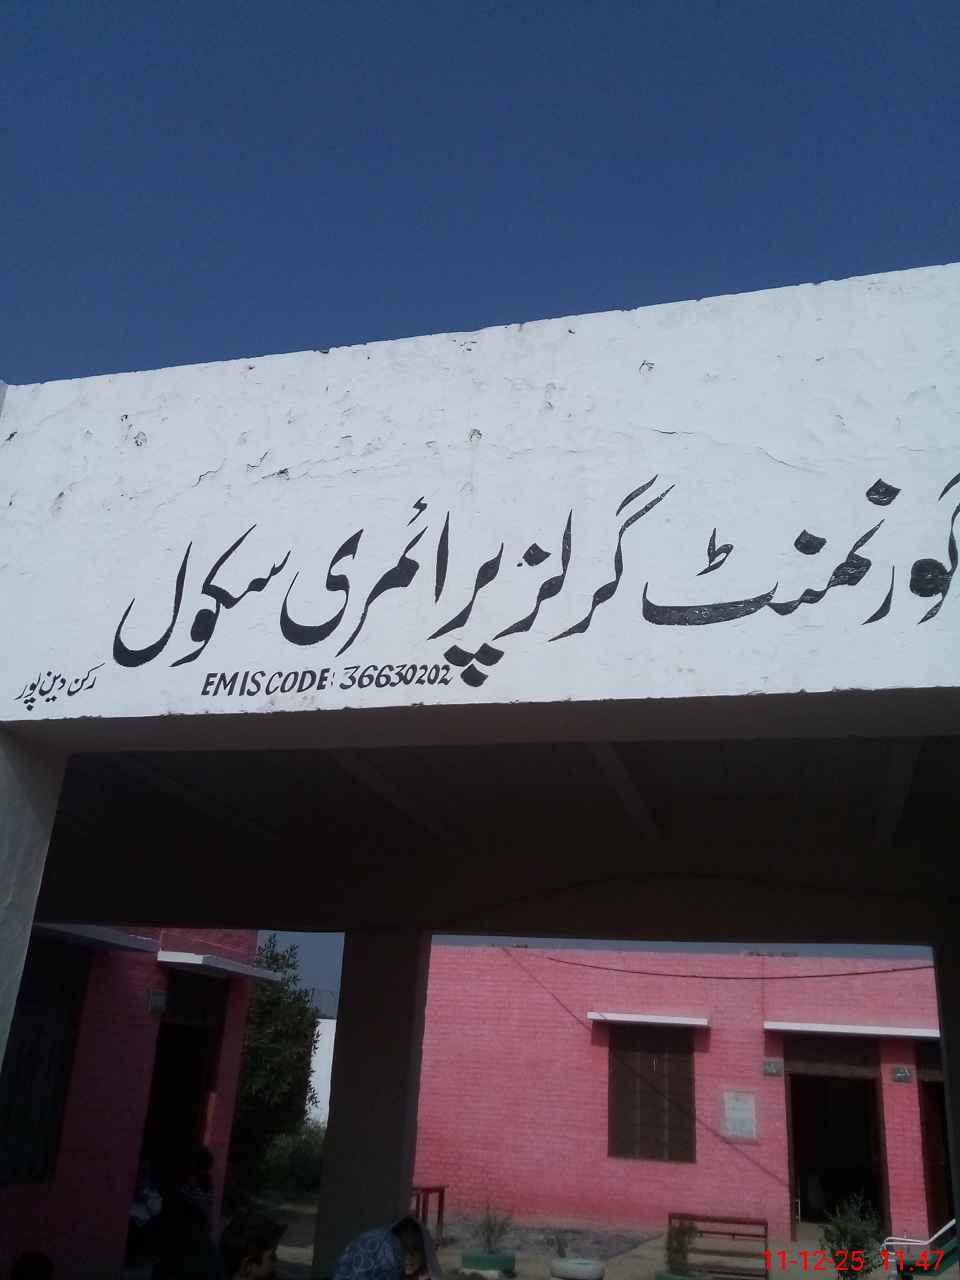 گورنمنٹ گرلز پرائمری سکول
EMIS CODE: 36630202
رکن دین پور
11-12-25 11:47